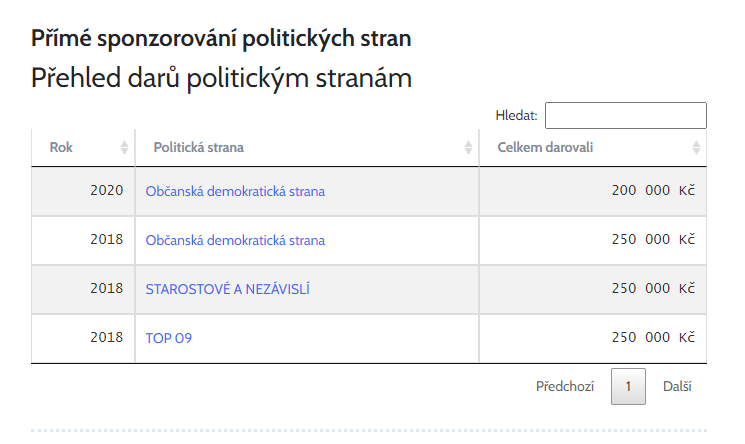 Přímé sponzorování politických stran
Přehled darů politickým stranám
Hledat:
Rok Politická strana Celkem darovali
2020 Občanská demokratická strana 200 000 Kč
2018 Občanská demokratická strana 250 000 Kč
2018 STAROSTOVÉ A NEZÁVISLÍ 250 000 Kč
2018 TOP 09 250 000 Kč
Předchozí 1 Další